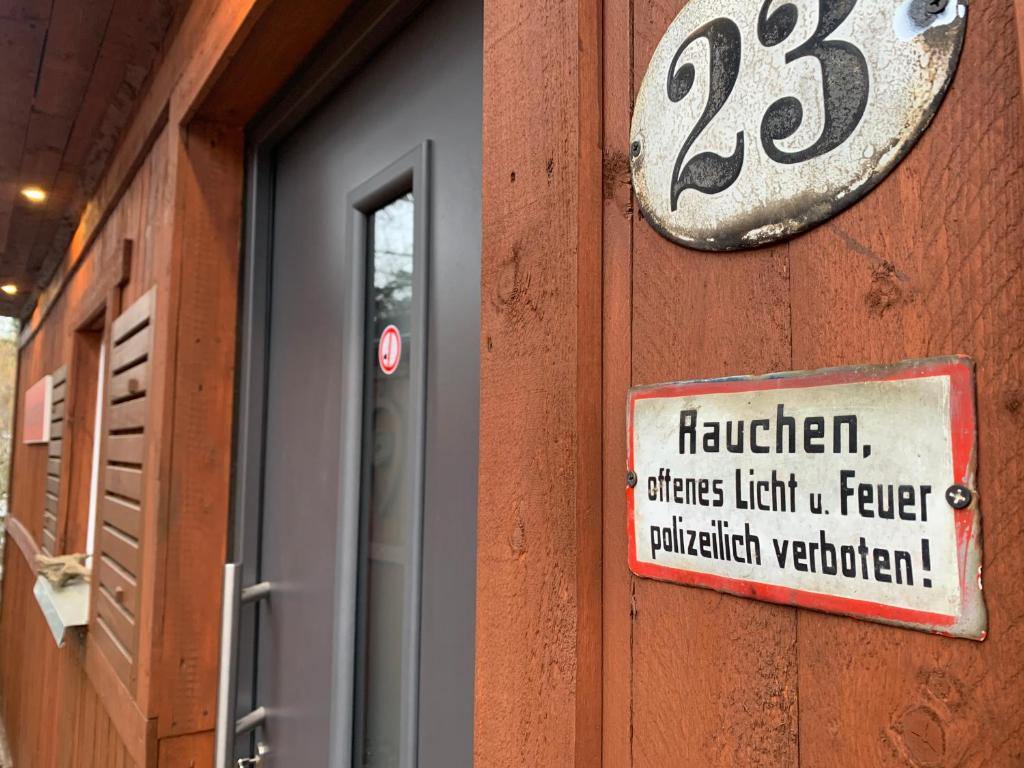 23
Rauchen,
offenes Licht u. Feuer
polizeilich verboten!